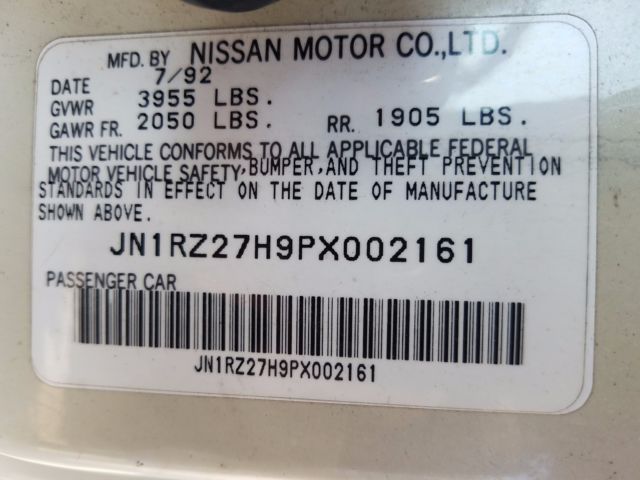 MFD. BY NISSAN MOTOR CO.,LTD.
DATE 7/92
GVWR 3955 LBS.
GAWR FR. 2050 LBS. RR. 1905 LBS.
THIS VEHICLE CONFORMS TO ALL APPLICABLE FEDERAL
MOTOR VEHICLE SAFETY,BUMPER,AND THEFT PREVENTION
STANDARDS IN EFFECT ON THE DATE OF MANUFACTURE
SHOWN ABOVE.
JN1RZ27H9PX002161
PASSENGER CAR
JN1RZ27H9PX002161